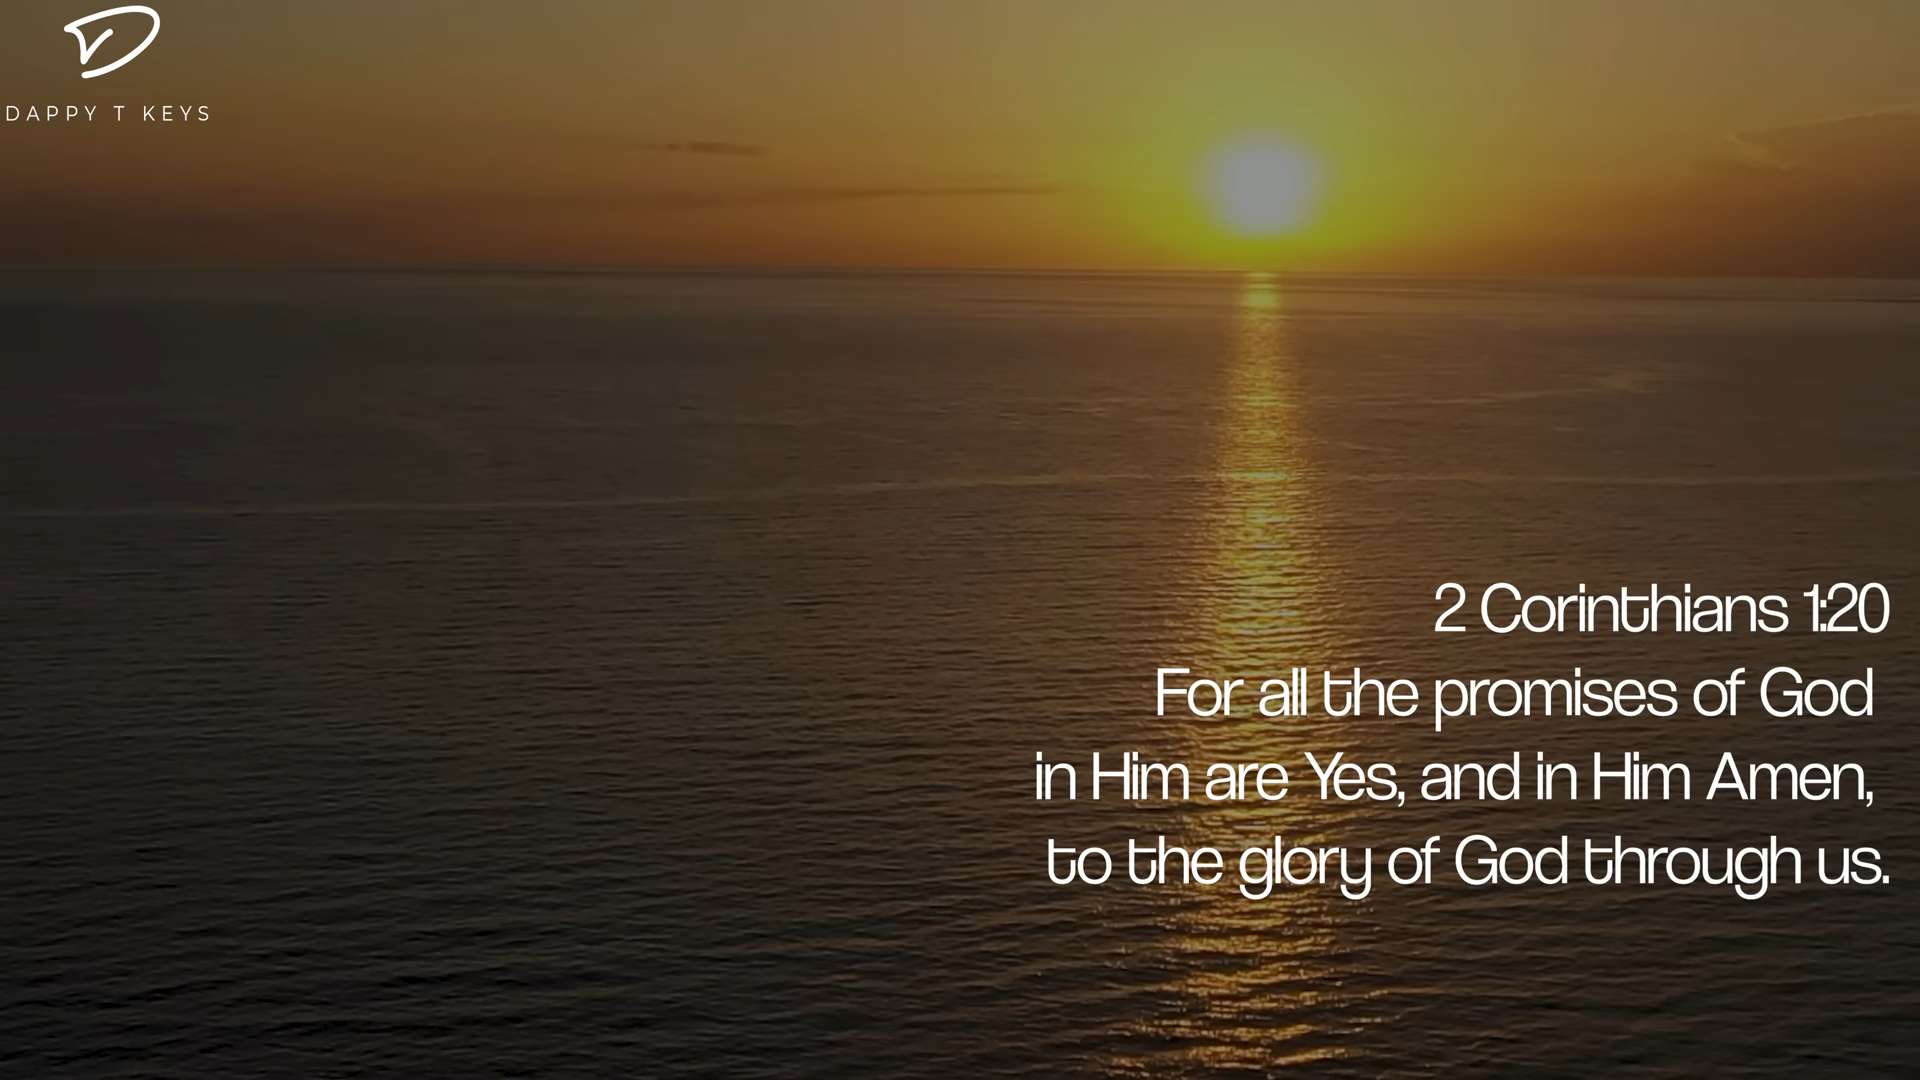 DAPPY T KEYS
2 Corinthians 1:20
For all the promises of God
in Him are Yes, and in Him Amen,
to the glory of God through us.